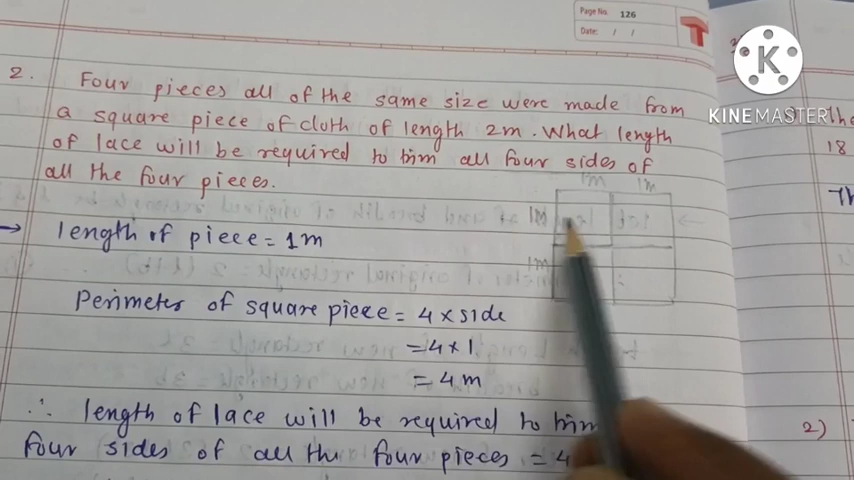 Page No. 126
Date: / /
K
KINEMASTER
2. Four pieces all of the same size were made from
a square piece of cloth of length 2m. What length
of lace will be required to trim all four sides of
all the four pieces.
1m 1m
1m
1m
→ length of piece = 1m
Perimeter of square piece = 4 × side
= 4 × 1
= 4m
∴ length of lace will be required to trim
four sides of all the four pieces = 4
18
2)